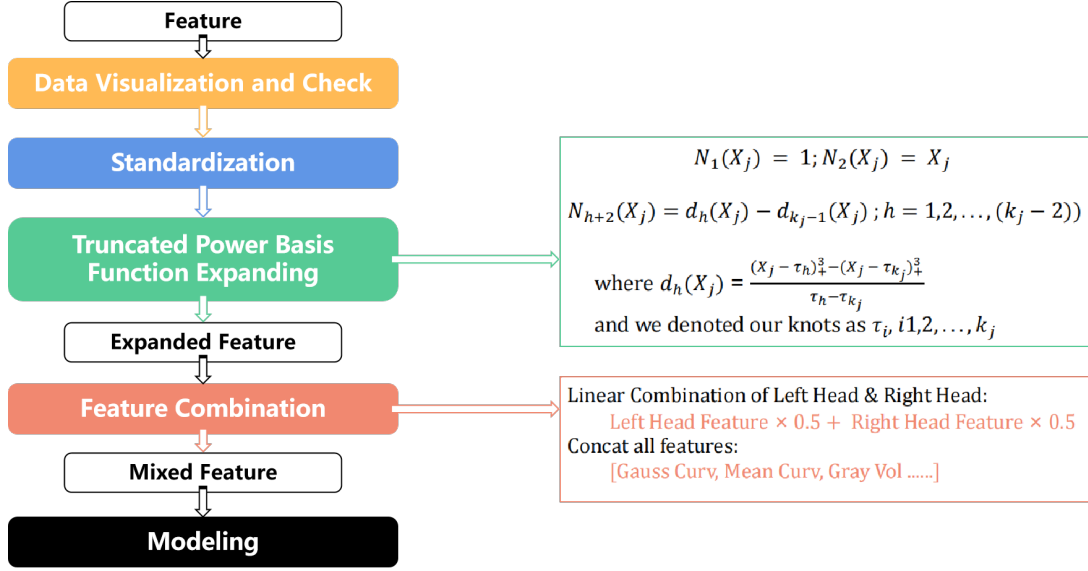 Feature
Data Visualization and Check
Standardization
Truncated Power Basis
Function Expanding
Expanded Feature
Feature Combination
Mixed Feature
Modeling
N₁(Xⱼ) = 1; N₂(Xⱼ) = Xⱼ
N_{h+2}(Xⱼ) = d_h(Xⱼ) − d_{kⱼ−1}(Xⱼ) ; h = 1,2, … , (kⱼ − 2))
where d_h(Xⱼ) = \frac{(Xⱼ − τ_h)³₊−(Xⱼ − τ_{kⱼ})³₊}{τ_h−τ_{kⱼ}}
and we denoted our knots as τᵢ, i1,2, … , kⱼ
Linear Combination of Left Head & Right Head:
Left Head Feature × 0.5 + Right Head Feature × 0.5
Concat all features:
[Gauss Curv, Mean Curv, Gray Vol ......]